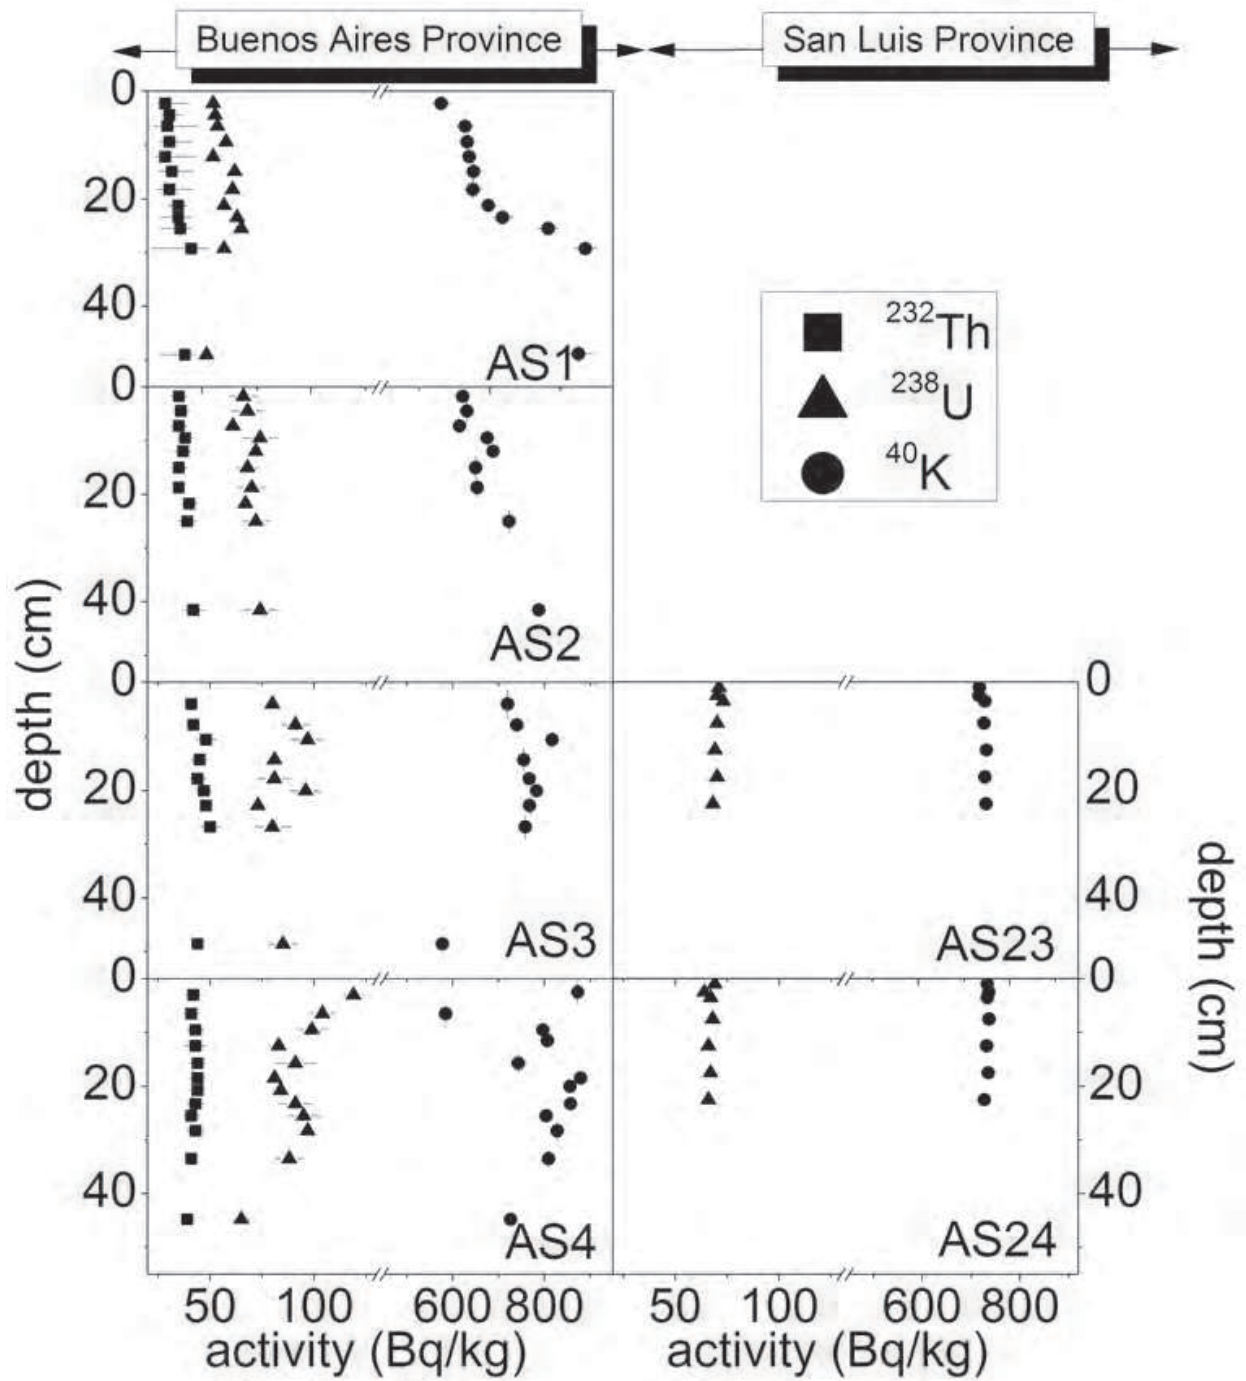 Buenos Aires Province San Luis Province
0
20
40
AS1
0
20
40
AS2
0 0
20 20
40 40
AS3 AS23
0 0
20 20
40 40
AS4 AS24
²³²Th
²³⁸U
⁴⁰K
depth (cm)
depth (cm)
50 100 600 800 50 100 600 800
activity (Bq/kg) activity (Bq/kg)